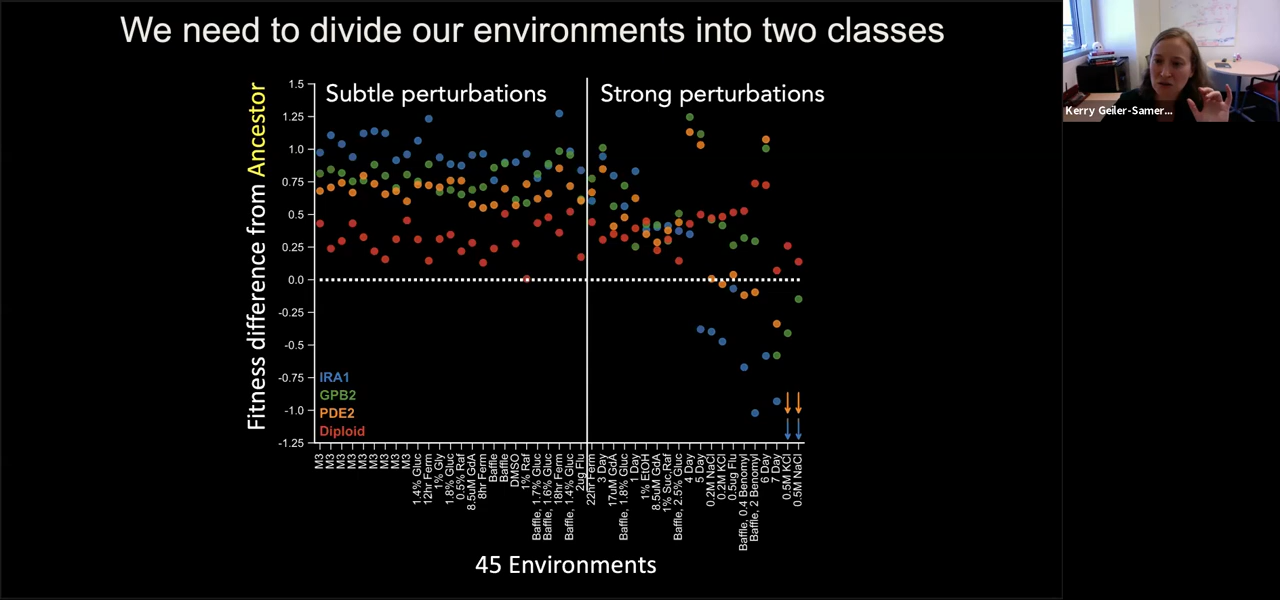 We need to divide our environments into two classes
Kerry Geiler-Samer...
Subtle perturbations
Strong perturbations
Fitness difference from Ancestor
1.5
1.25
1.0
0.75
0.5
0.25
0.0
-0.25
-0.5
-0.75
-1.0
-1.25
IRA1
GPB2
PDE2
Diploid
M3
M3
M3
M3
M3
M3
M3
M3
M3
1.4% Gluc
12hr Ferm
1% Gly
1.8% Gluc
0.5% Raf
8.5uM GdA
8hr Ferm
Baffle
Baffle
DMSO
1% Raf
Baffle, 1.7% Gluc
Baffle, 1.6% Gluc
18hr Ferm
Baffle, 1.4% Gluc
2ug Flu
22hr Ferm
3 Day
17uM GdA
Baffle, 1.8% Gluc
1 Day
1% EtOH
8.5uM GdA
1% Suc,Raf
Baffle, 2.5% Gluc
4 Day
5 Day
0.2M NaCl
0.2M KCl
0.5ug Flu
Baffle, 0.4 Benomyl
Baffle, 2 Benomyl
6 Day
7 Day
0.5M KCl
0.5M NaCl
45 Environments